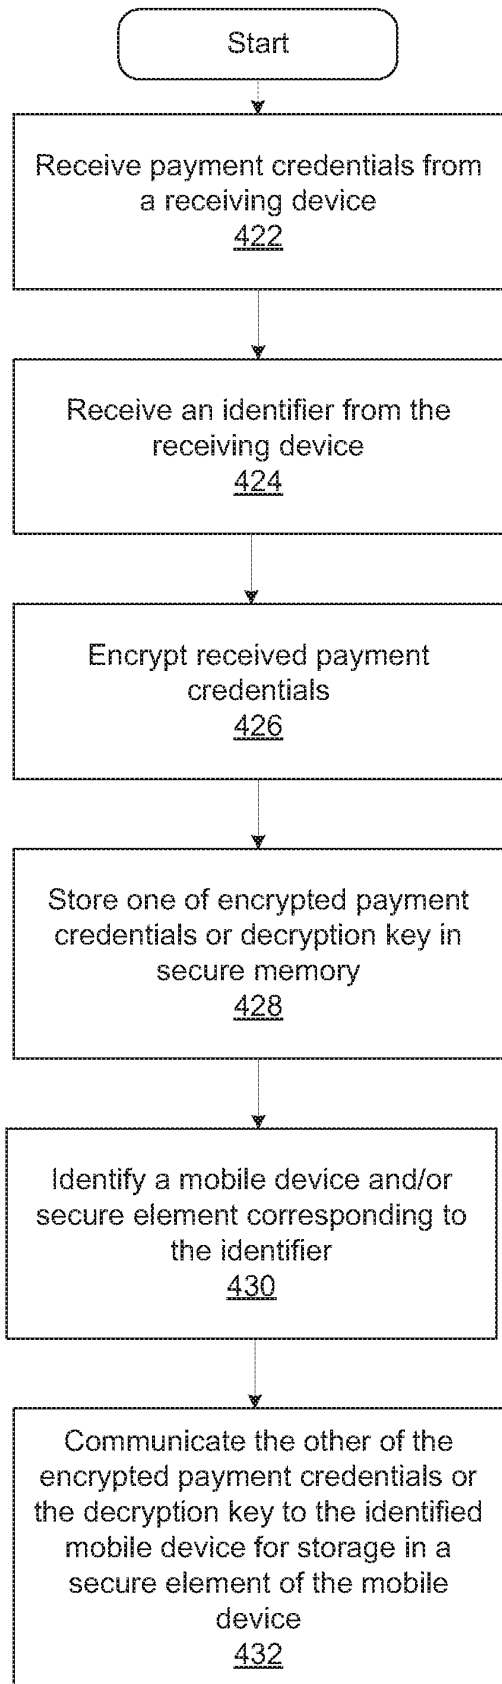 Start
Receive payment credentials from
a receiving device
422
Receive an identifier from the
receiving device
424
Encrypt received payment
credentials
426
Store one of encrypted payment
credentials or decryption key in
secure memory
428
Identify a mobile device and/or
secure element corresponding to
the identifier
430
Communicate the other of the
encrypted payment credentials or
the decryption key to the identified
mobile device for storage in a
secure element of the mobile
device
432